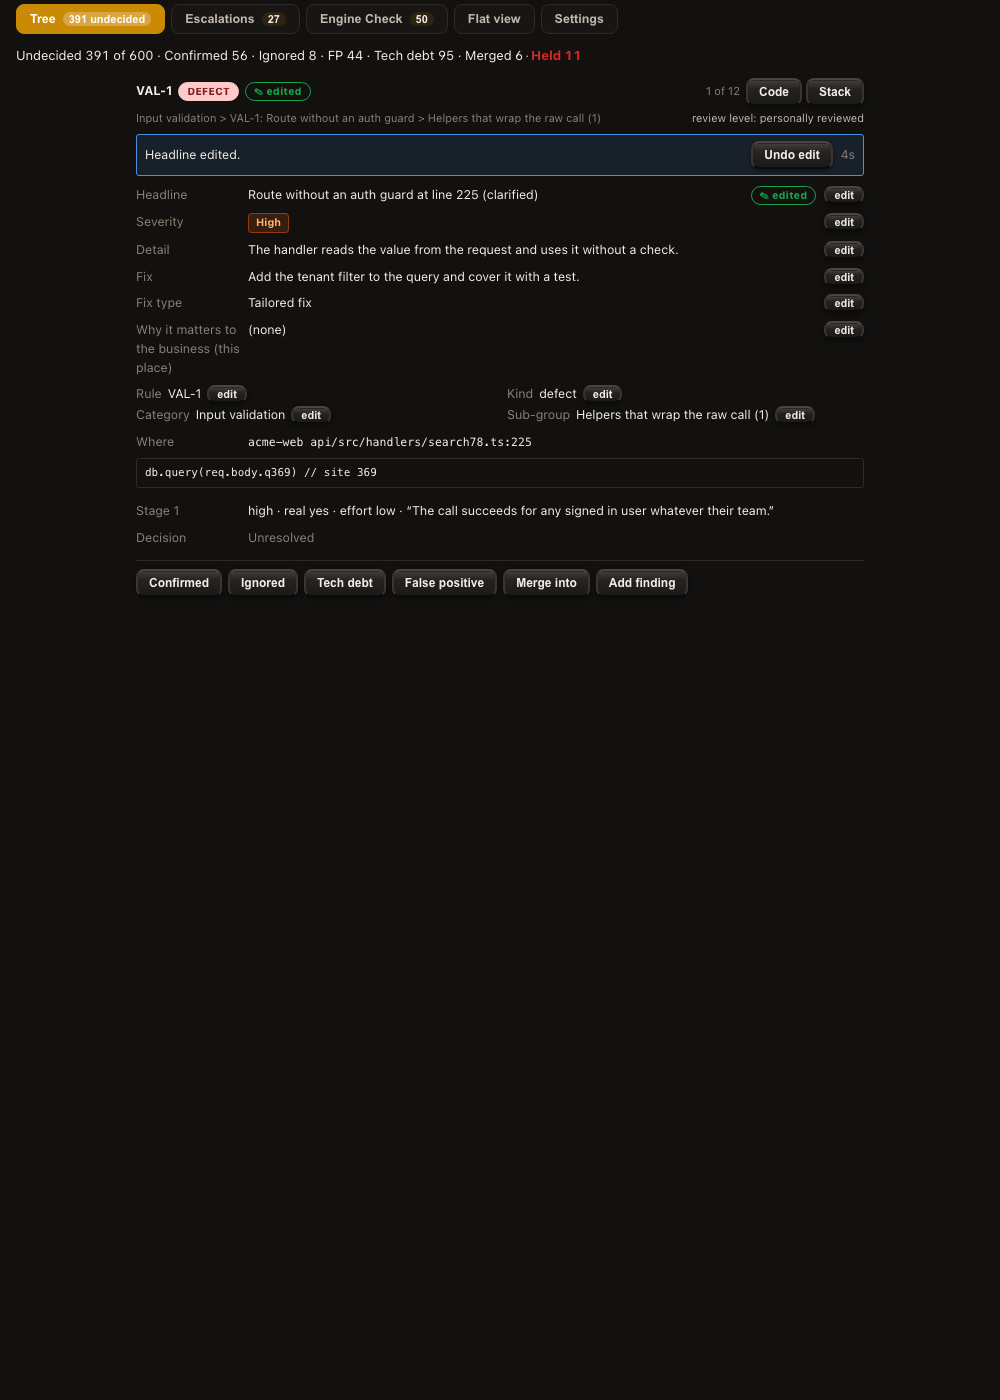 Tree 391 undecided Escalations 27 Engine Check 50 Flat view Settings
Undecided 391 of 600 · Confirmed 56 · Ignored 8 · FP 44 · Tech debt 95 · Merged 6 · Held 11
VAL-1 DEFECT ✎ edited 1 of 12 Code Stack
Input validation > VAL-1: Route without an auth guard > Helpers that wrap the raw call (1) review level: personally reviewed
Headline edited. Undo edit 4s
Headline Route without an auth guard at line 225 (clarified) ✎ edited edit
Severity High edit
Detail The handler reads the value from the request and uses it without a check. edit
Fix Add the tenant filter to the query and cover it with a test. edit
Fix type Tailored fix edit
Why it matters to (none) edit
the business (this
place)
Rule VAL-1 edit Kind defect edit
Category Input validation edit Sub-group Helpers that wrap the raw call (1) edit
Where acme-web api/src/handlers/search78.ts:225
db.query(req.body.q369) // site 369
Stage 1 high · real yes · effort low · “The call succeeds for any signed in user whatever their team.”
Decision Unresolved
Confirmed Ignored Tech debt False positive Merge into Add finding